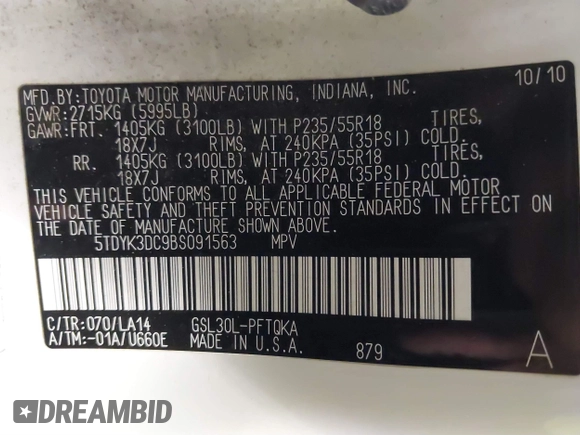 MFD.BY:TOYOTA MOTOR MANUFACTURING, INDIANA, INC. 10/10
GVWR:2715KG (5995LB)
GAWR:FRT. 1405KG (3100LB) WITH P235/55R18 TIRES,
18X7J RIMS, AT 240KPA (35PSI) COLD.
RR. 1405KG (3100LB) WITH P235/55R18 TIRES,
18X7J RIMS, AT 240KPA (35PSI) COLD.
THIS VEHICLE CONFORMS TO ALL APPLICABLE FEDERAL MOTOR
VEHICLE SAFETY AND THEFT PREVENTION STANDARDS IN EFFECT ON
THE DATE OF MANUFACTURE SHOWN ABOVE.
5TDYK3DC9BS091563 MPV
C/TR:070/LA14 GSL30L-PFTQKA
A/TM:-01A/U660E MADE IN U.S.A. 879 A
DREAMBID